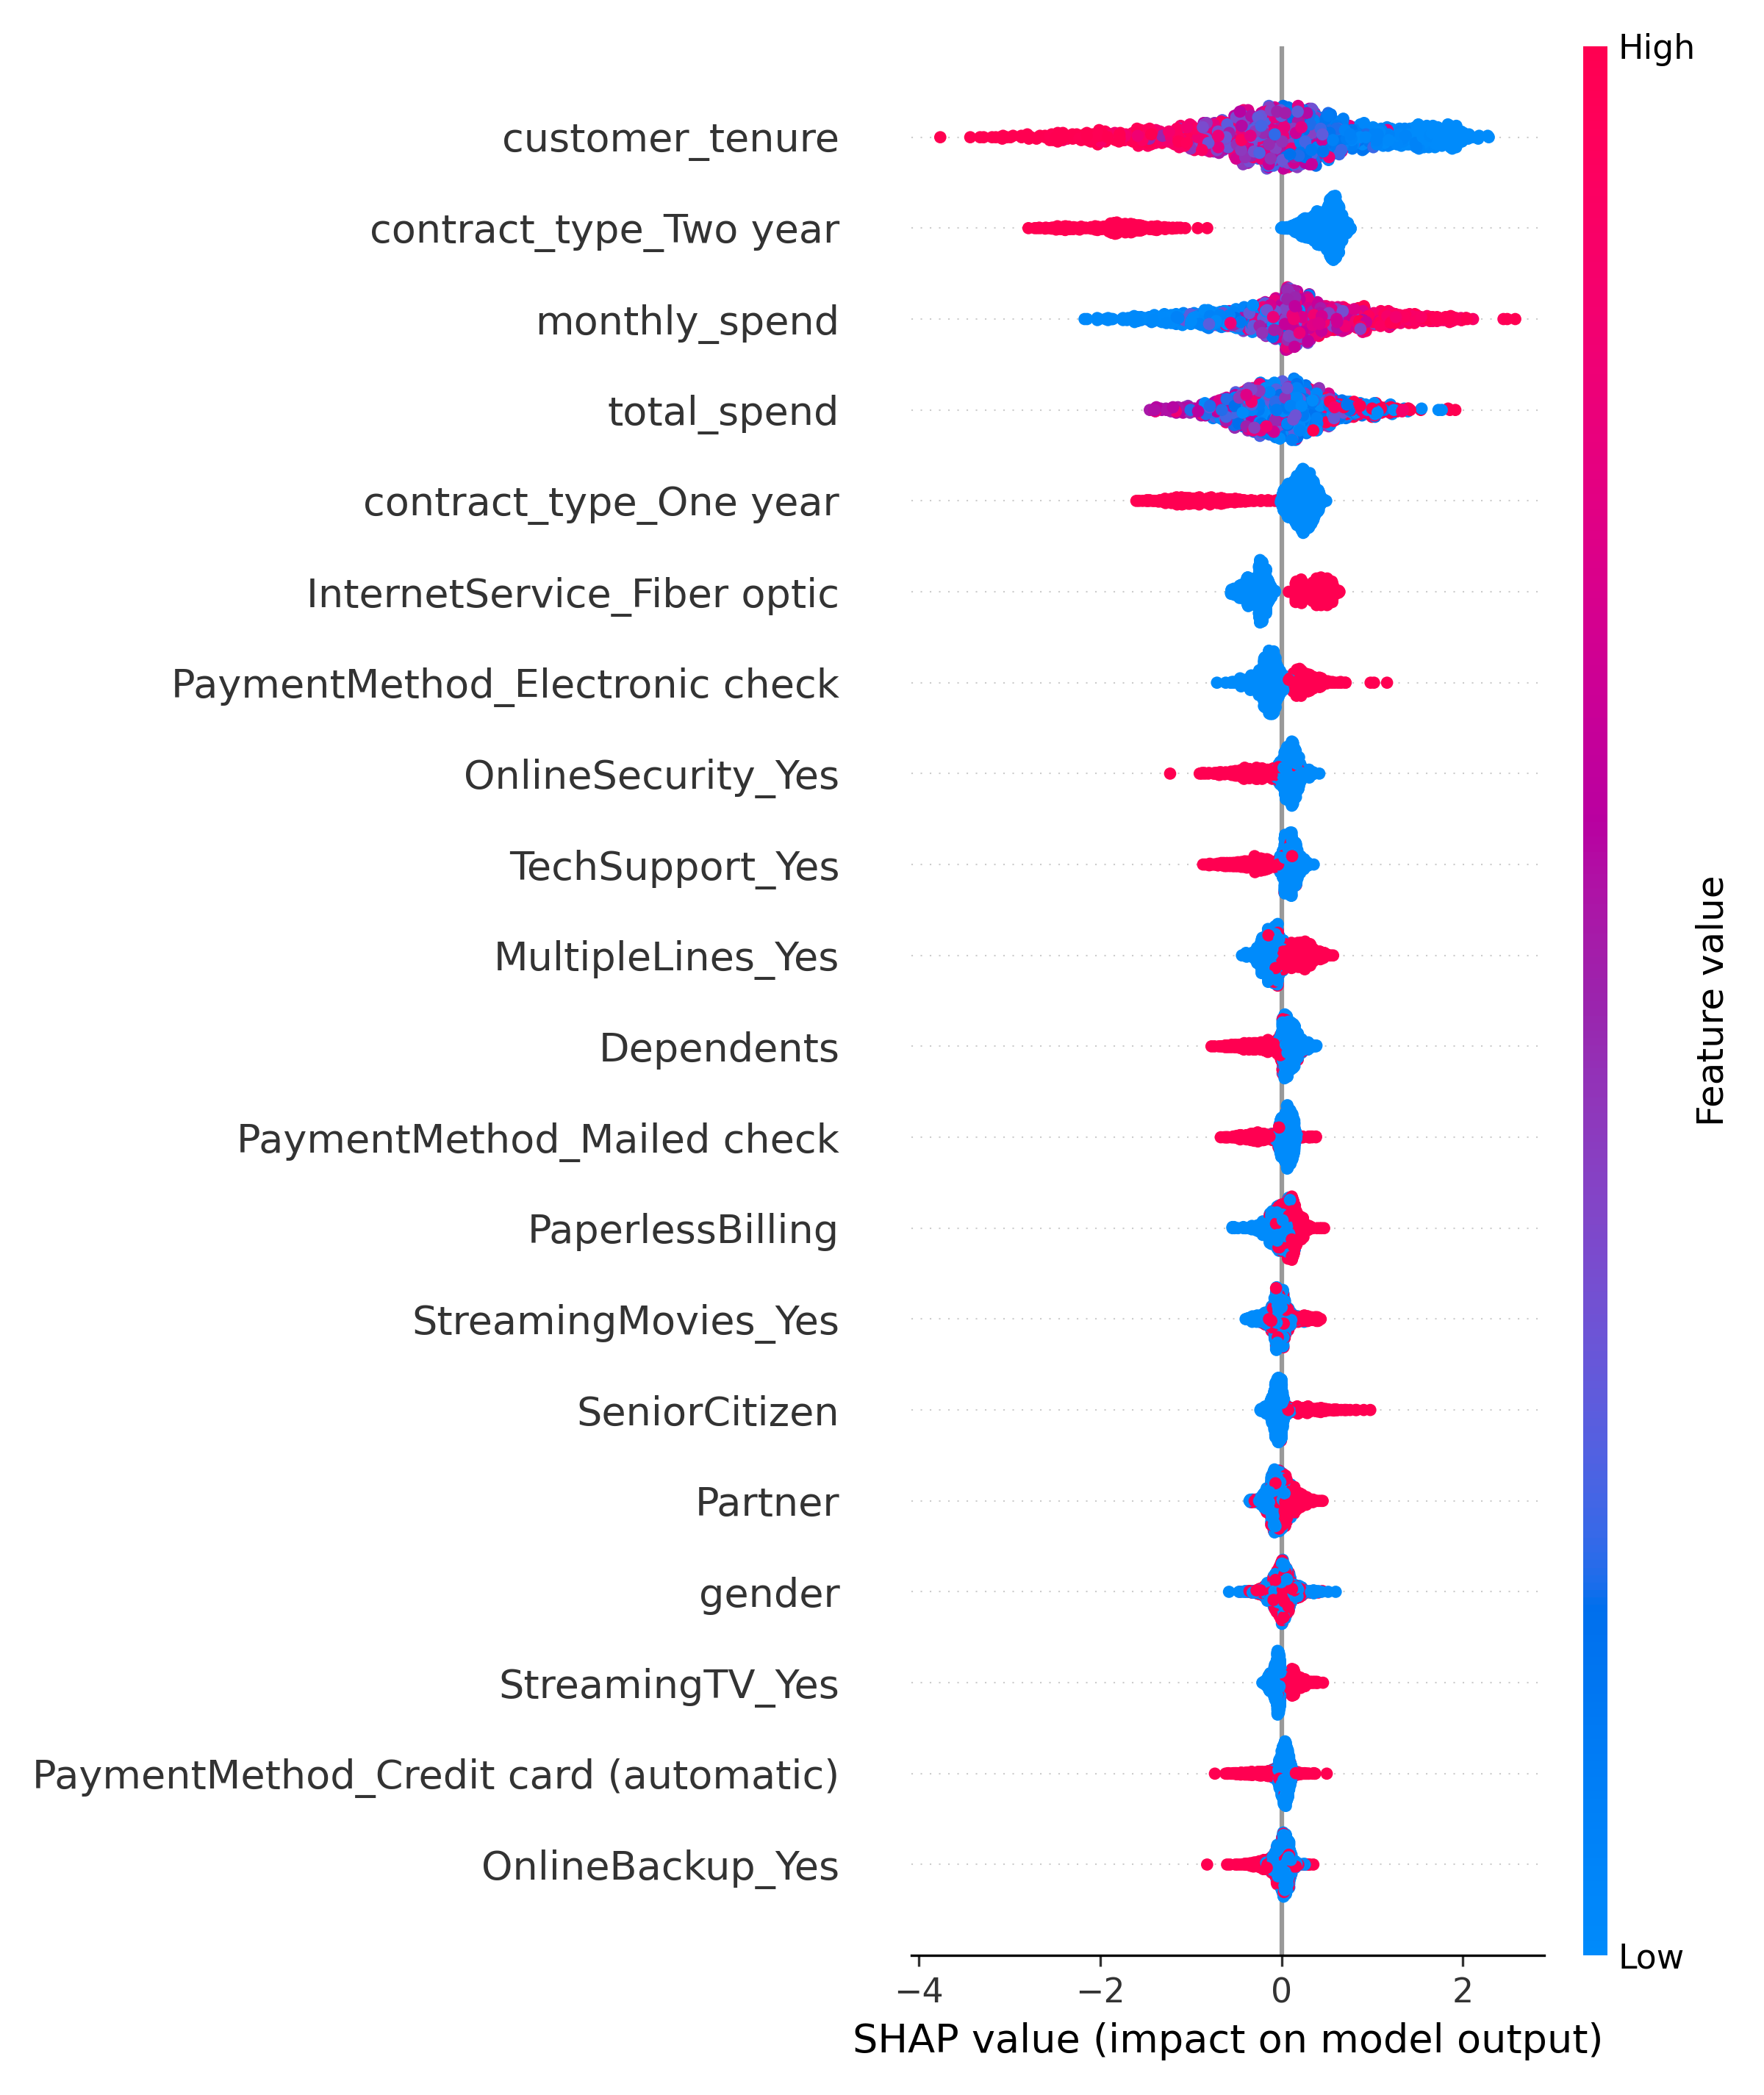 High
customer_tenure
contract_type_Two year
monthly_spend
total_spend
contract_type_One year
InternetService_Fiber optic
PaymentMethod_Electronic check
OnlineSecurity_Yes
TechSupport_Yes
MultipleLines_Yes
Dependents
PaymentMethod_Mailed check
PaperlessBilling
StreamingMovies_Yes
SeniorCitizen
Partner
gender
StreamingTV_Yes
PaymentMethod_Credit card (automatic)
OnlineBackup_Yes
Feature value
Low
−4 −2 0 2
SHAP value (impact on model output)